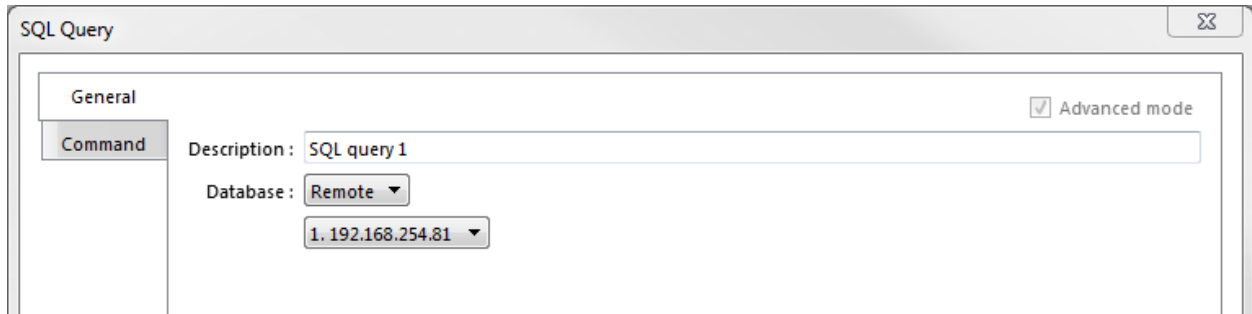 SQL Query
General
Advanced mode
Command
Description : SQL query 1
Database : Remote
1. 192.168.254.81